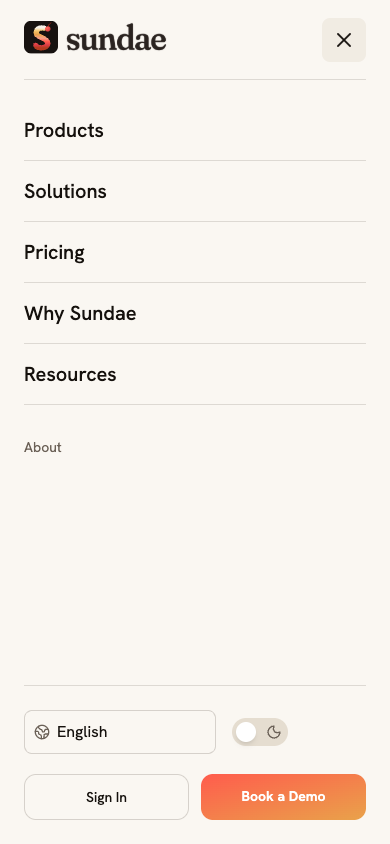 sundae
Products
Solutions
Pricing
Why Sundae
Resources
About
English
Sign In
Book a Demo